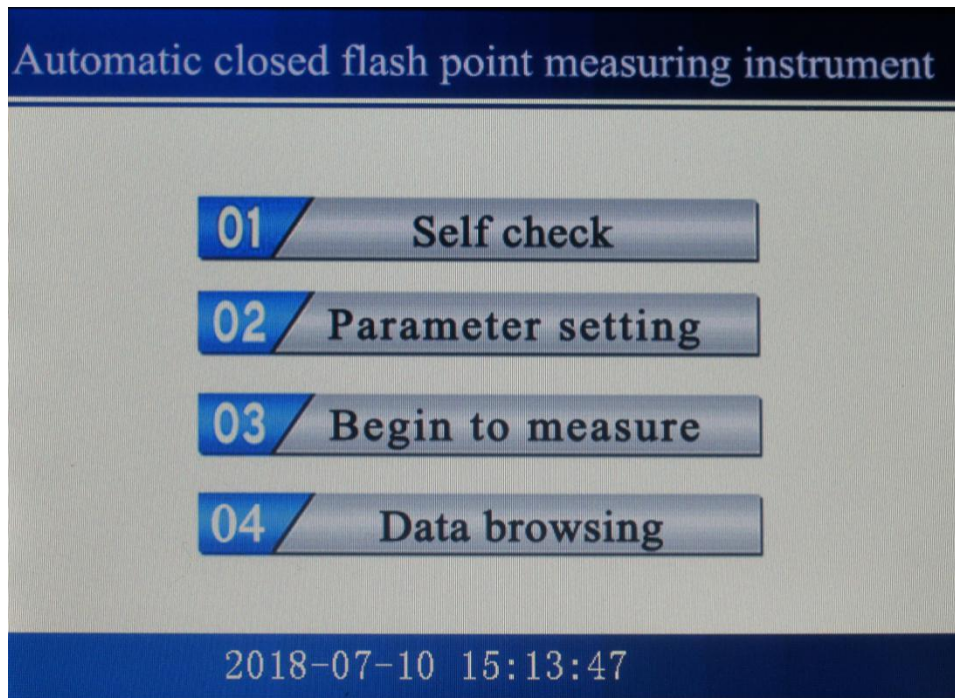 Automatic closed flash point measuring instrument
01 Self check
02 Parameter setting
03 Begin to measure
04 Data browsing
2018-07-10 15:13:47